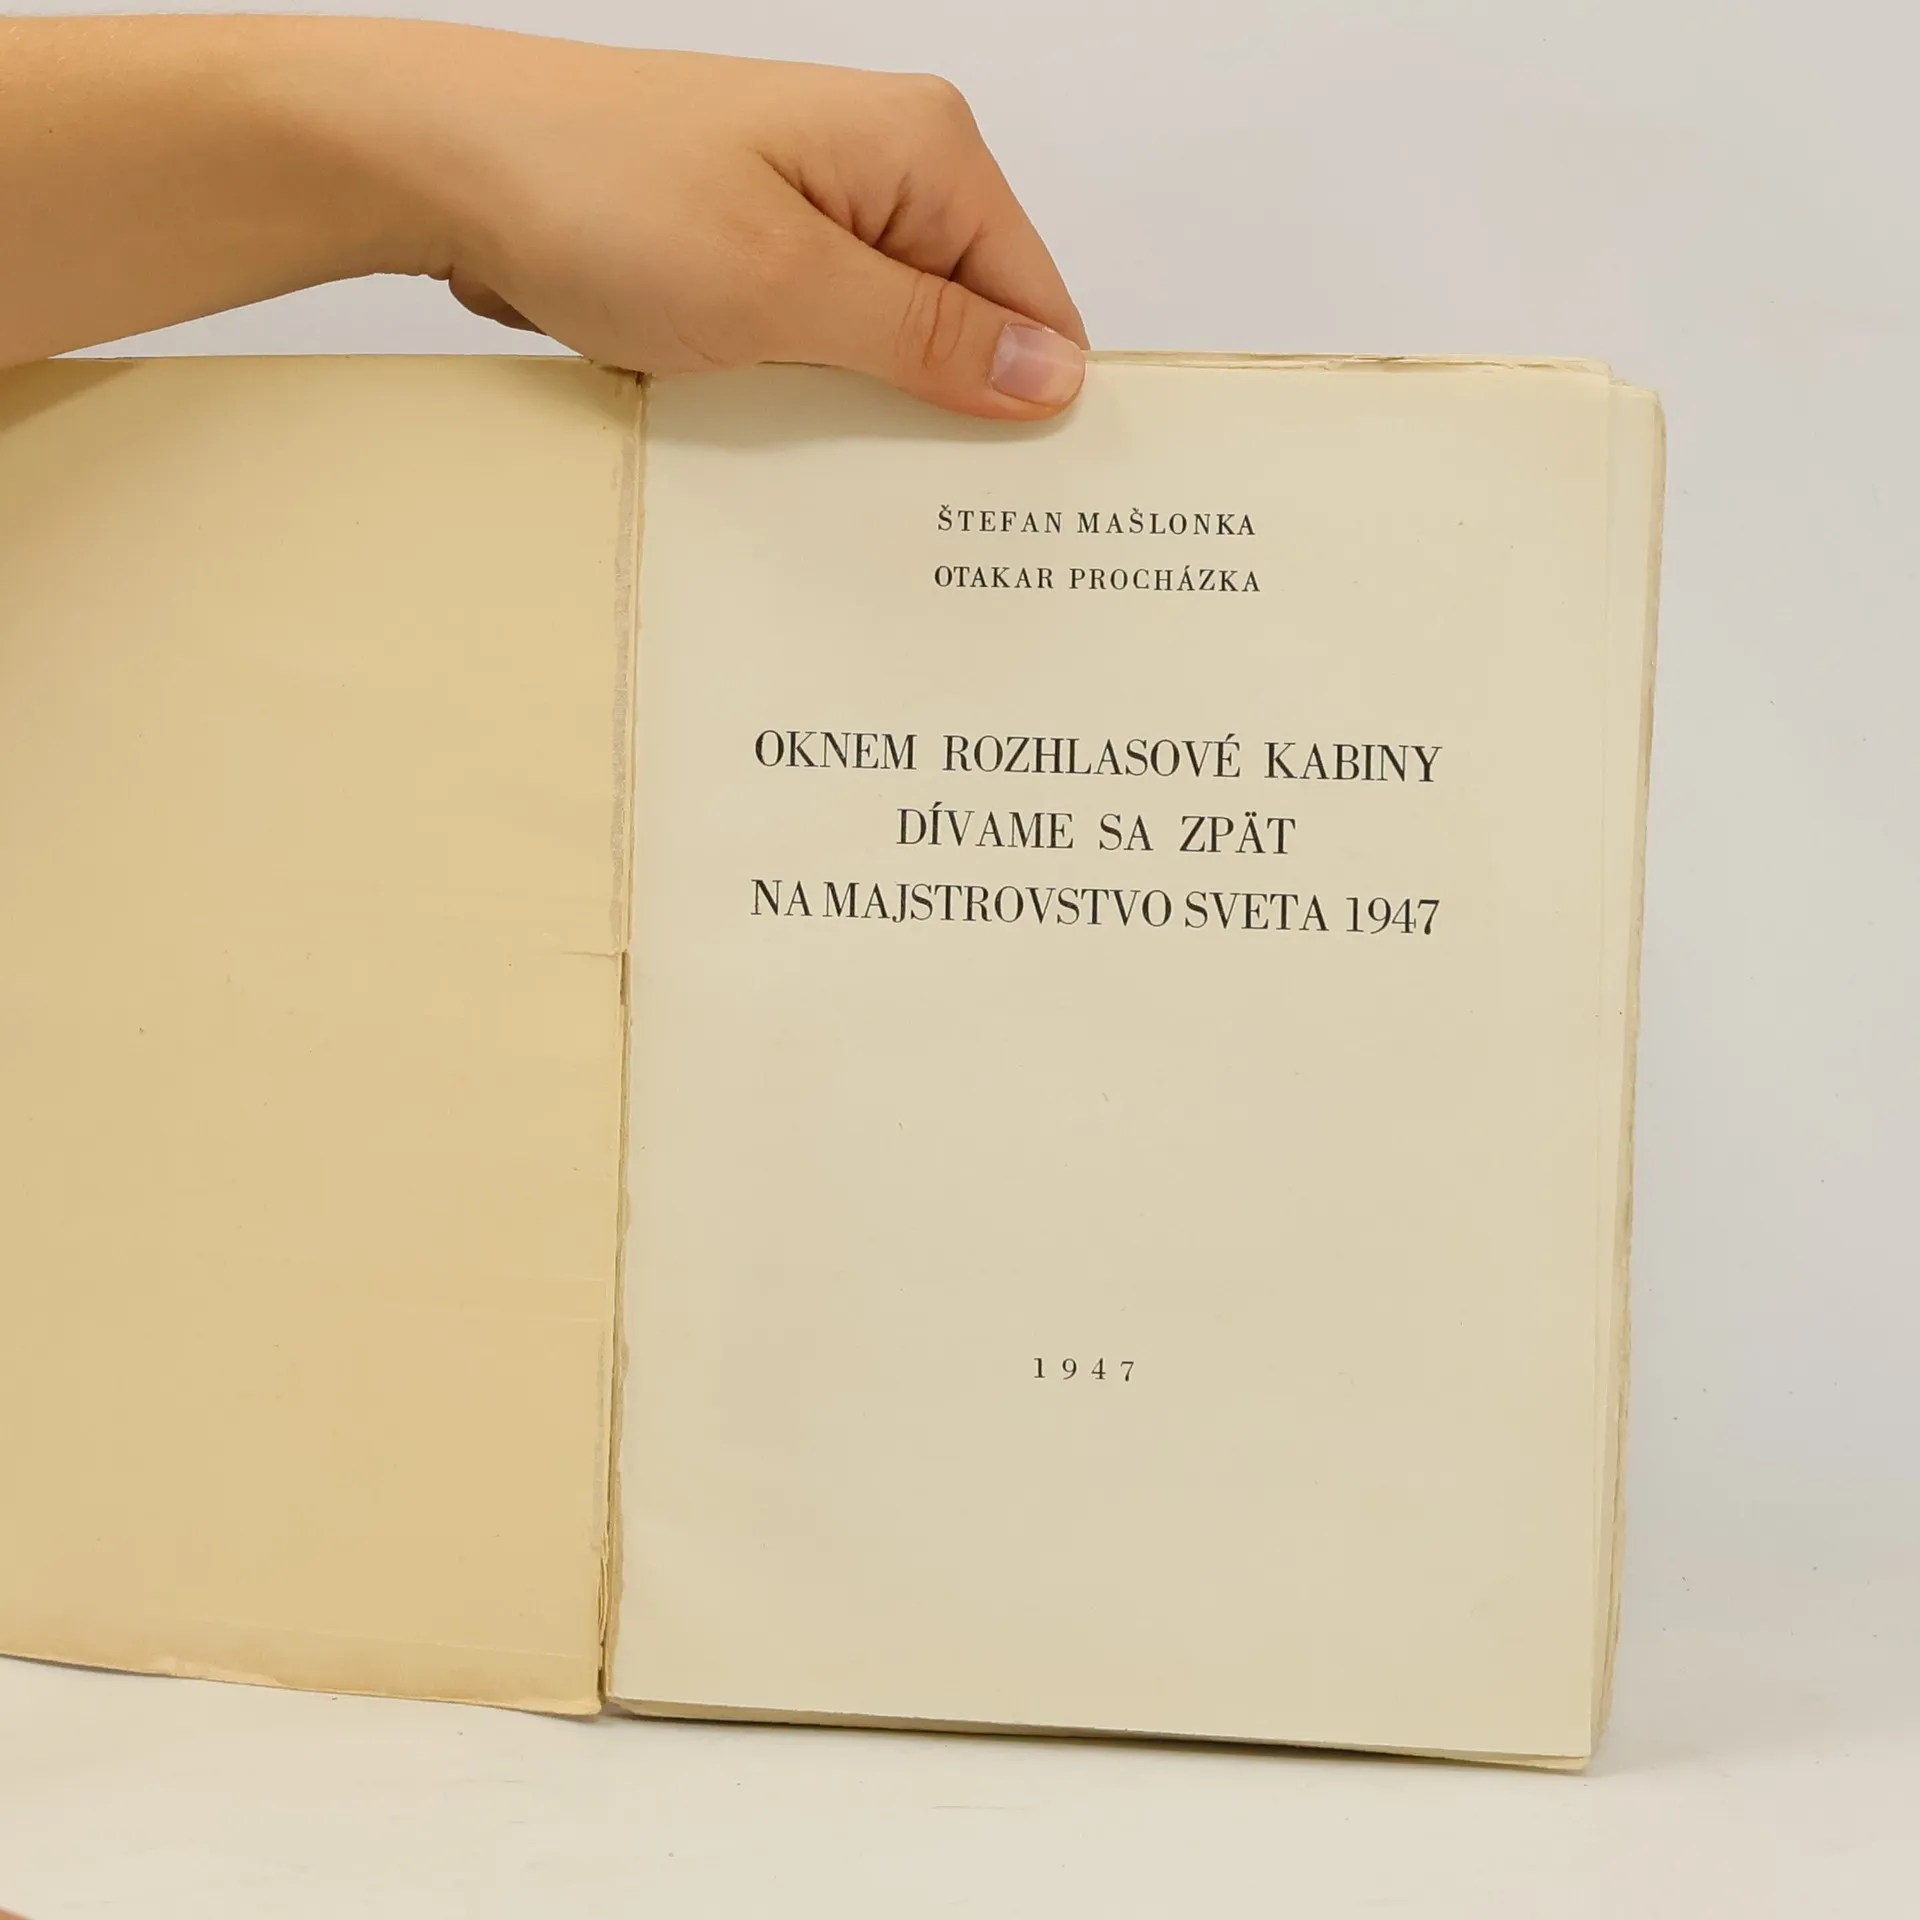 ŠTEFAN MAŠLONKA
OTAKAR PROCHÁZKA
OKNEM ROZHLASOVÉ KABINY
DÍVAME SA ZPÄT
NA MAJSTROVSTVO SVETA 1947
1947